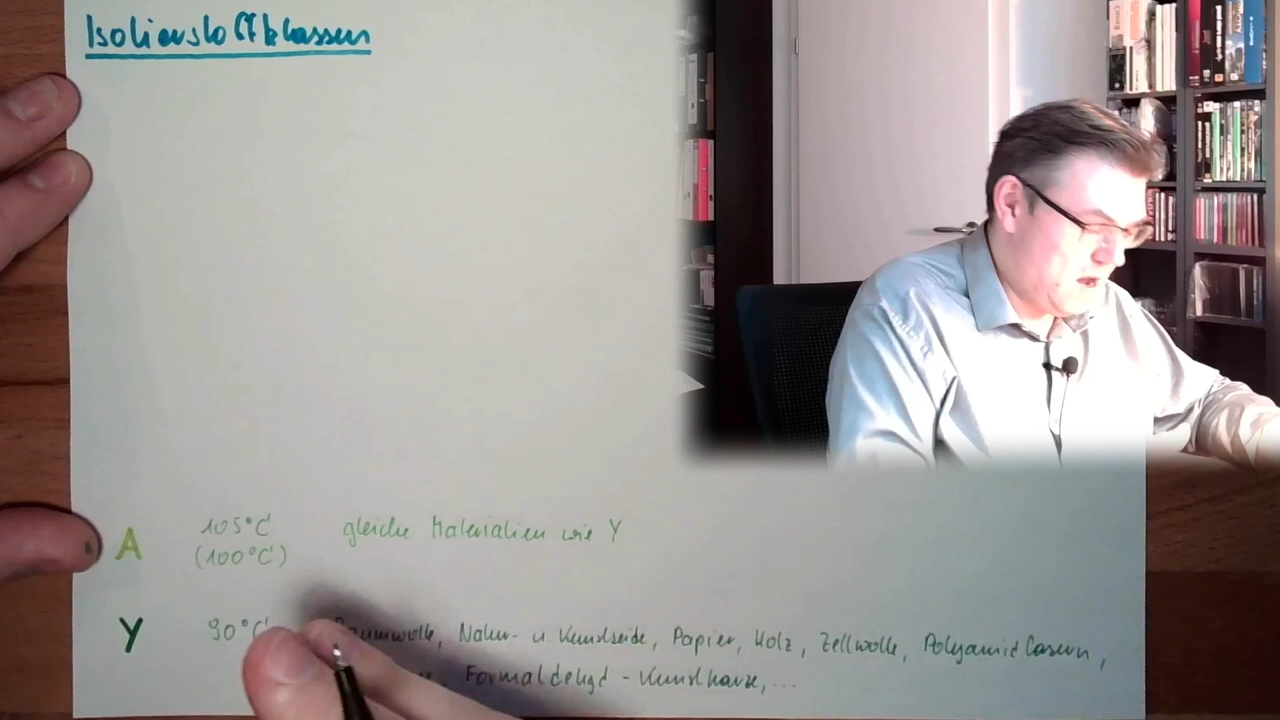 Isolierstoffklassen
A 105°C gleiche Materialien wie Y
(100°C)
Y 90°C Baumwolle, Natur- u. Kunstseide, Papier, Holz, Zellwolle, Polyamidfasern,
Formaldehyd - Kunstharze, ...